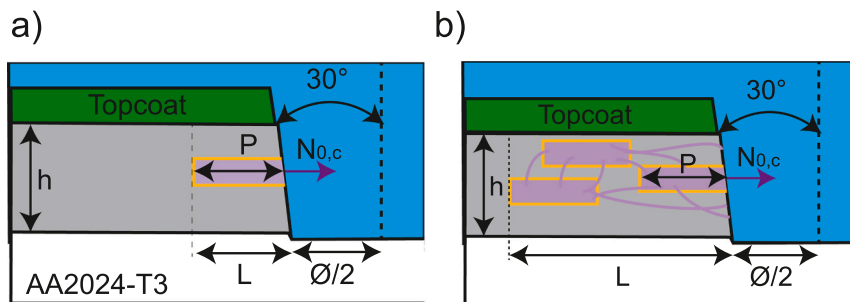 a)
30°
Topcoat
P
N0,c
h
L
Ø/2
AA2024-T3
b)
30°
Topcoat
P
N0,c
h
L
Ø/2